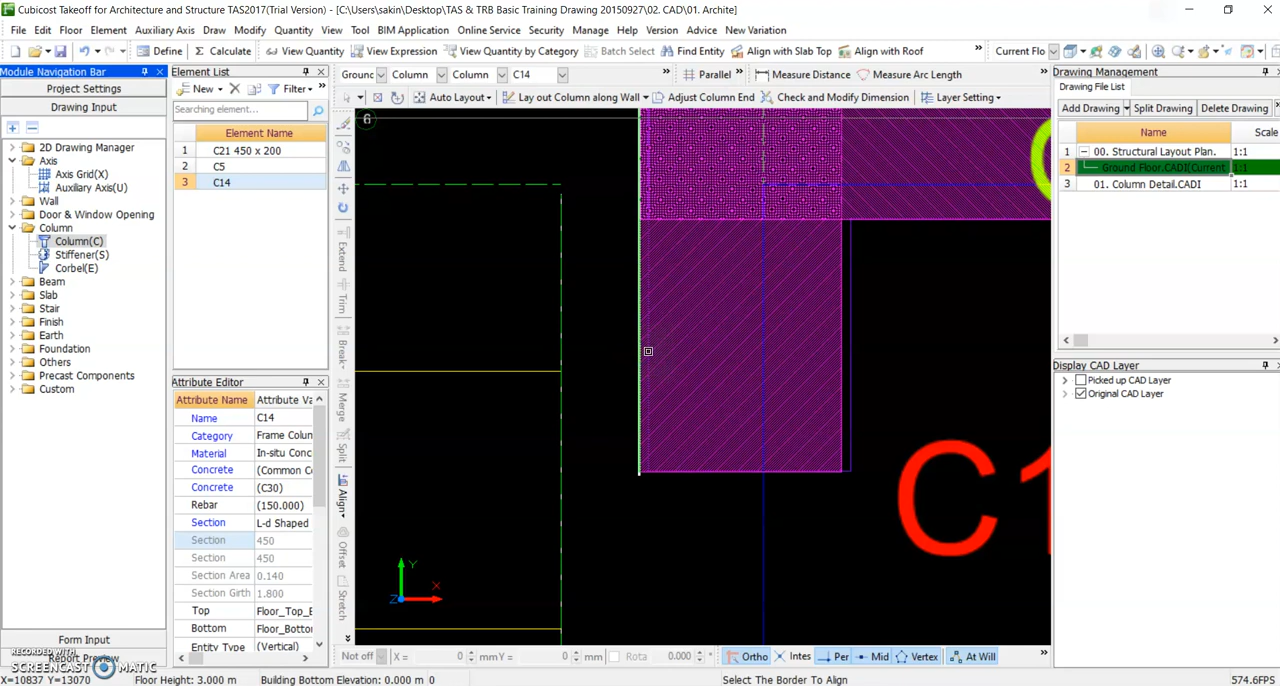 Cubicost Takeoff for Architecture and Structure TAS2017(Trial Version) - [C:\Users\sakin\Desktop\TAS & TRB Basic Training Drawing 20150927\02. CAD\01. Archite]
File Edit Floor Element Auxiliary Axis Draw Modify Quantity View Tool BIM Application Online Service Security Manage Help Version Advice New Variation
Define Σ Calculate View Quantity View Expression View Quantity by Category Batch Select Find Entity Align with Slab Top Align with Roof » Current Flo
Module Navigation Bar
Project Settings
Drawing Input
2D Drawing Manager
Axis
Axis Grid(X)
Auxiliary Axis(U)
Wall
Door & Window Opening
Column
Column(C)
Stiffener(S)
Corbel(E)
Beam
Slab
Stair
Finish
Earth
Foundation
Others
Precast Components
Custom
Form Input
Report Preview
RECORDED WITH
SCREENCAST MATIC
Element List
New Filter »
Searching element...
Element Name
1 C21 450 x 200
2 C5
3 C14
Attribute Editor
Attribute Name Attribute Va
Name C14
Category Frame Colum
Material In-situ Conc
Concrete (Common C
Concrete (C30)
Rebar (150.000)
Section L-d Shaped
Section 450
Section 450
Section Area 0.140
Section Girth 1.800
Top Floor_Top_E
Bottom Floor_Bottom
Entity Type (Vertical)
Grounc Column Column C14 » Parallel » Measure Distance Measure Arc Length »
Auto Layout Lay out Column along Wall Adjust Column End Check and Modify Dimension Layer Setting
Extend
Trim
Break
Merge
Split
Align
Offset
Stretch
6
C1
Y
X
Z
Drawing Management
Drawing File List
Add Drawing Split Drawing Delete Drawing
Name Scale
1 00. Structural Layout Plan. 1:1
2 Ground Floor.CADI(Current 1:1
3 01. Column Detail.CADI 1:1
Display CAD Layer
Picked up CAD Layer
Original CAD Layer
Not off X = 0 mm Y = 0 mm Rota 0.000 ° Ortho Intes Per Mid Vertex At Will »
X=10837 Y=13070 Floor Height: 3.000 m Building Bottom Elevation: 0.000 m 0 Select The Border To Align 574.6FPS